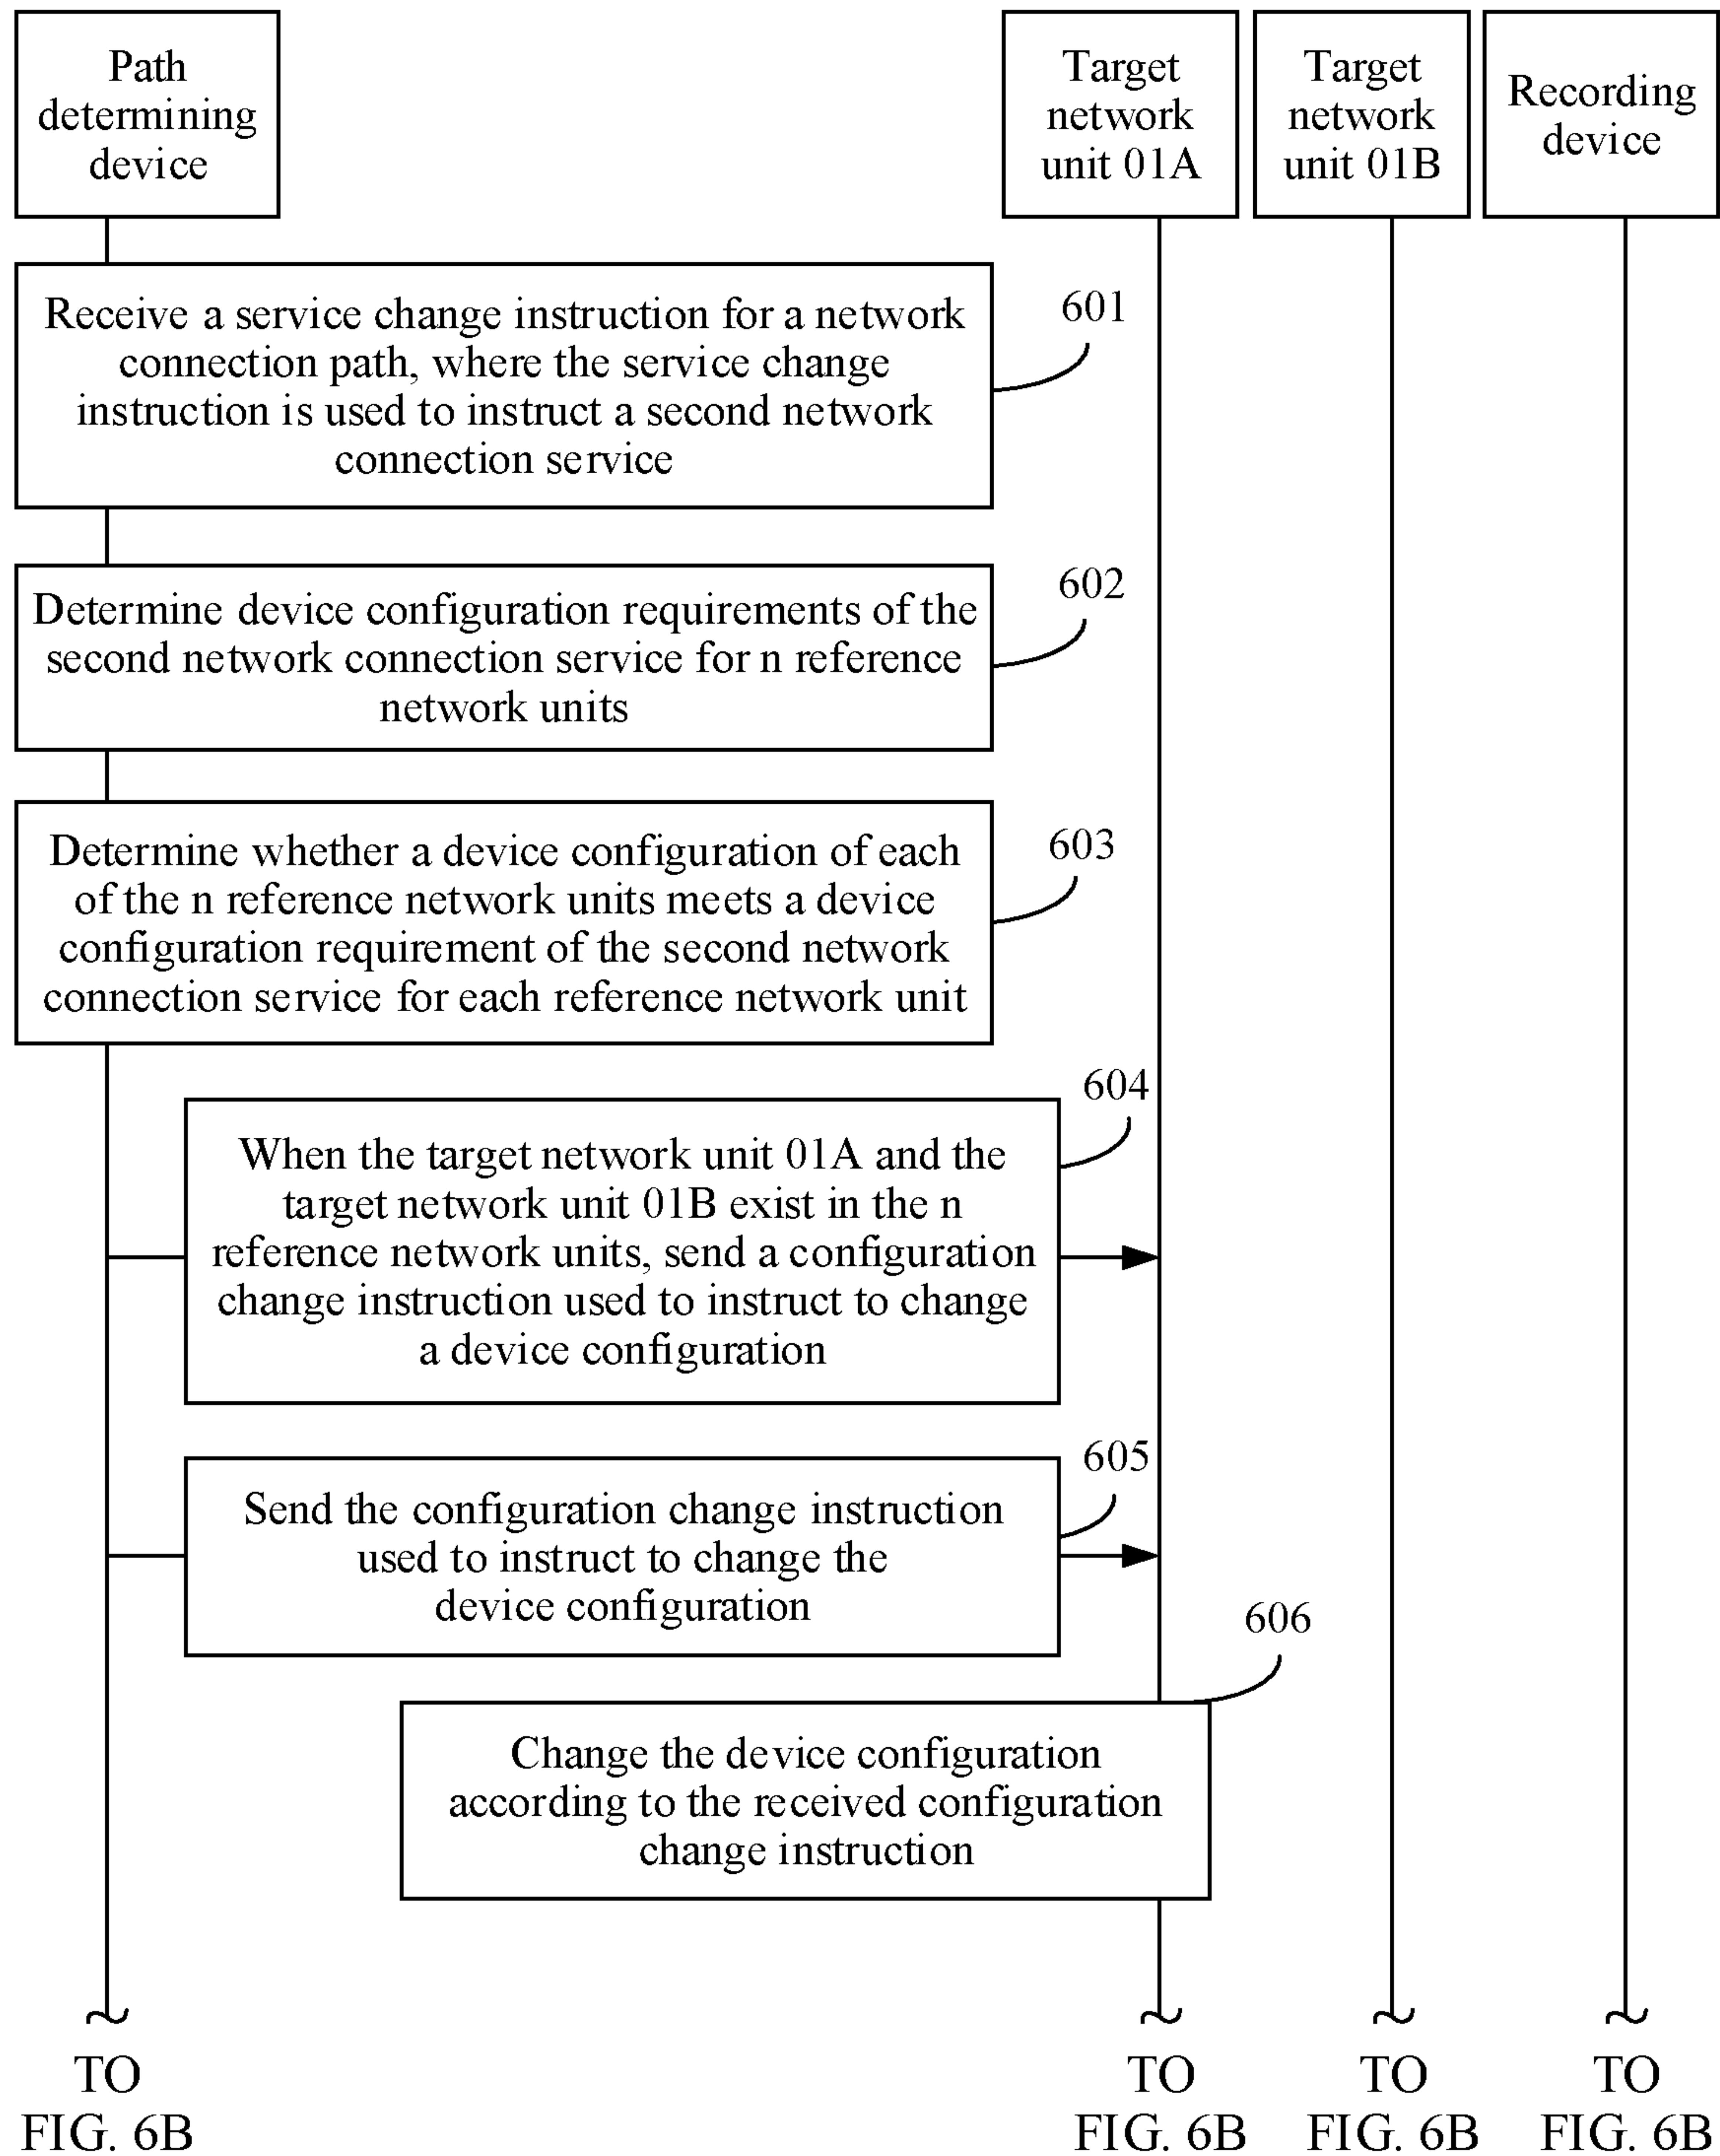 Path
determining
device
Target
network
unit 01A
Target
network
unit 01B
Recording
device
601
Receive a service change instruction for a network
connection path, where the service change
instruction is used to instruct a second network
connection service
602
Determine device configuration requirements of the
second network connection service for n reference
network units
603
Determine whether a device configuration of each
of the n reference network units meets a device
configuration requirement of the second network
connection service for each reference network unit
604
When the target network unit 01A and the
target network unit 01B exist in the n
reference network units, send a configuration
change instruction used to instruct to change
a device configuration
605
Send the configuration change instruction
used to instruct to change the
device configuration
606
Change the device configuration
according to the received configuration
change instruction
TO
FIG. 6B
TO
FIG. 6B
TO
FIG. 6B
TO
FIG. 6B